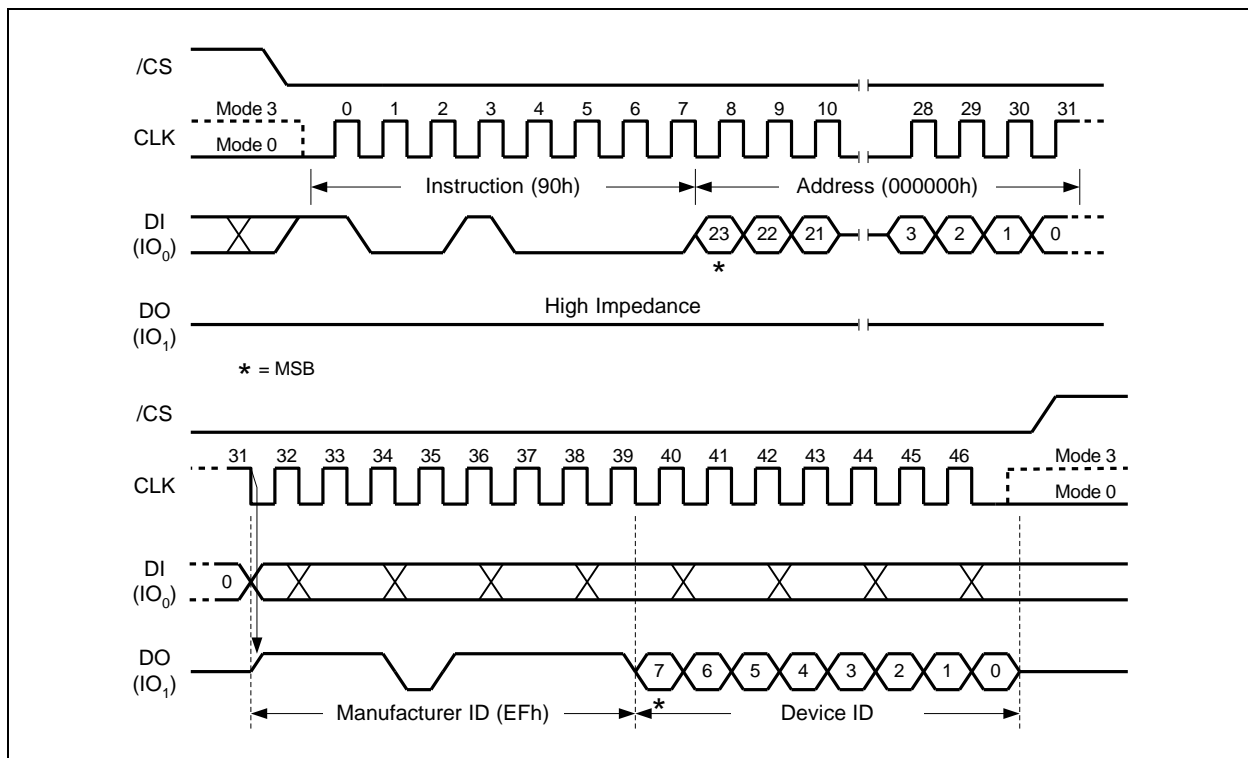 /CS
Mode 3
0 1 2 3 4 5 6 7 8 9 10 28 29 30 31
CLK
Mode 0
Instruction (90h) Address (000000h)
DI
(IO0)
23 22 21 3 2 1 0
*
DO
(IO1)
High Impedance
* = MSB
/CS
31 32 33 34 35 36 37 38 39 40 41 42 43 44 45 46
Mode 3
CLK
Mode 0
DI
(IO0)
0
DO
(IO1)
7 6 5 4 3 2 1 0
*
Manufacturer ID (EFh) Device ID